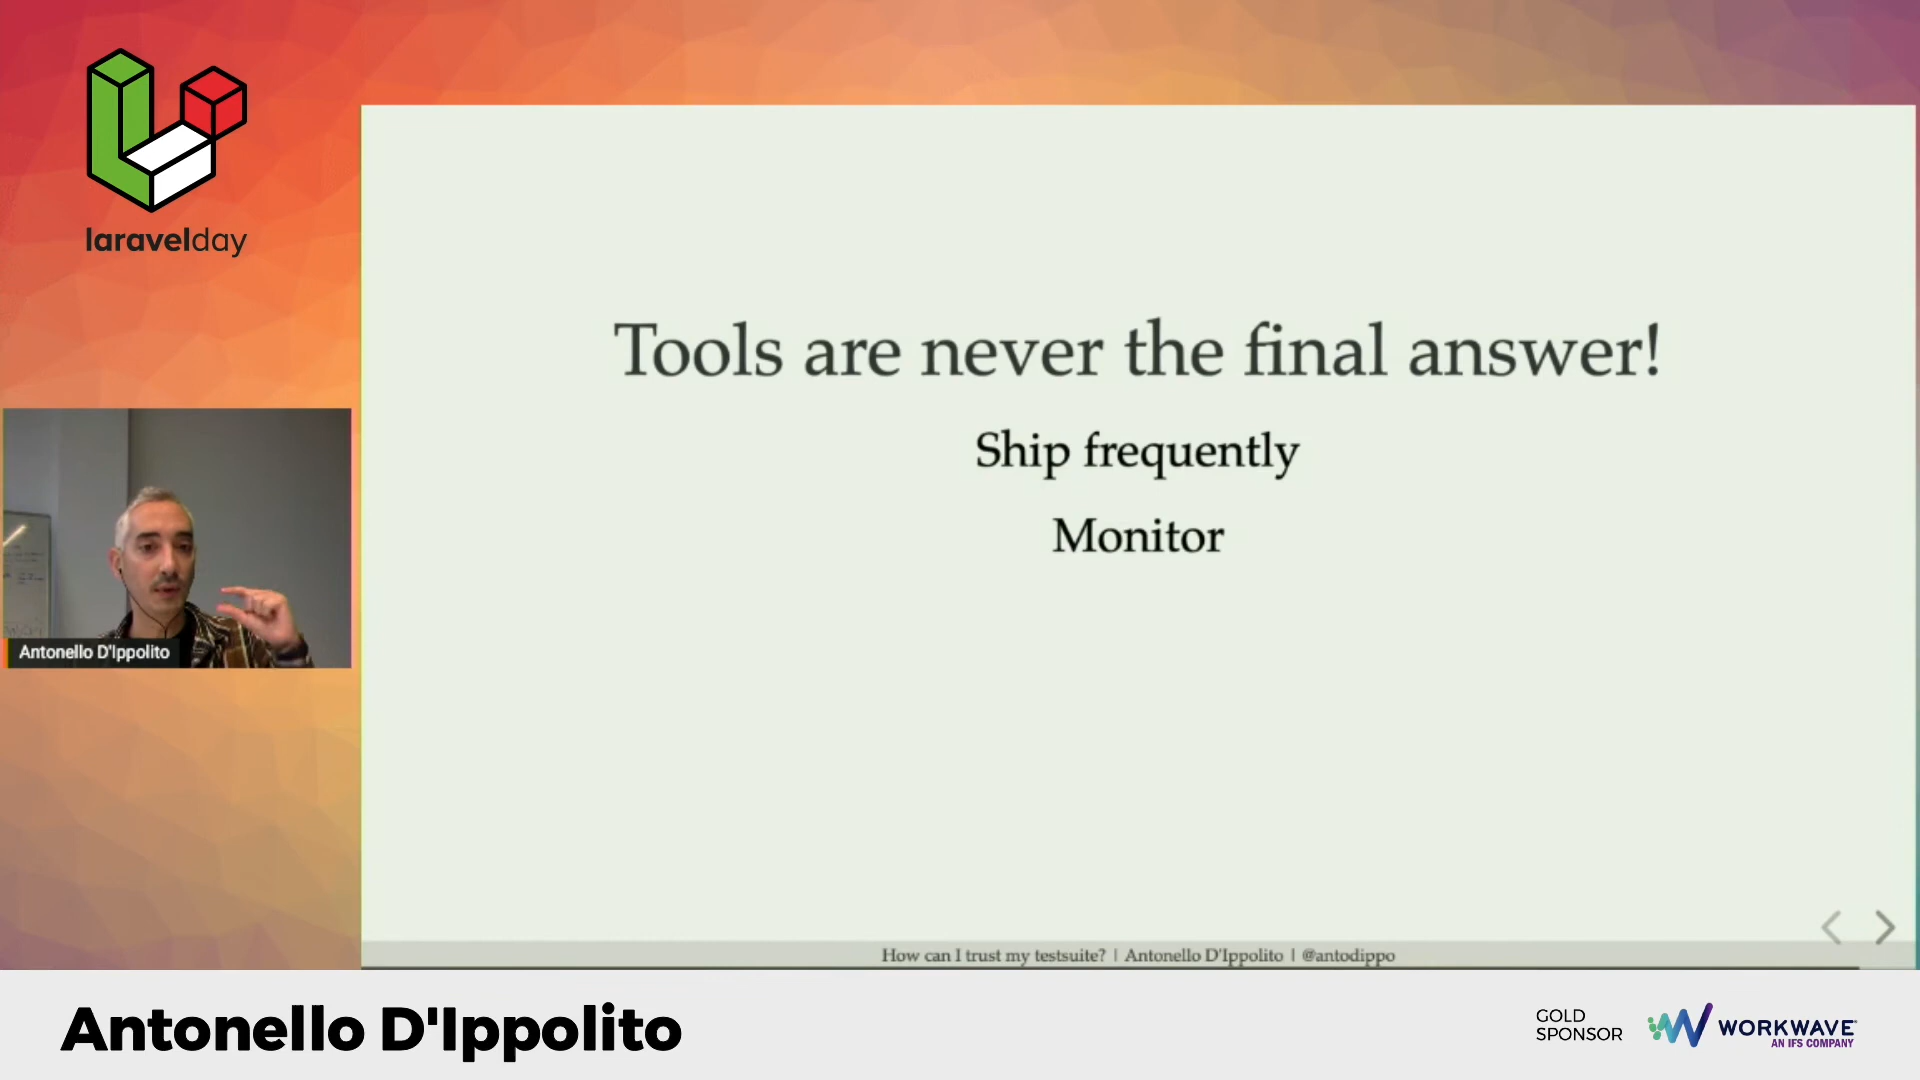 laravelday
Tools are never the final answer!
Ship frequently
Monitor
Antonello D'Ippolito
How can I trust my testsuite? | Antonello D'Ippolito | @antodippo
Antonello D'Ippolito
GOLD
SPONSOR
WORKWAVE
AN IFS COMPANY